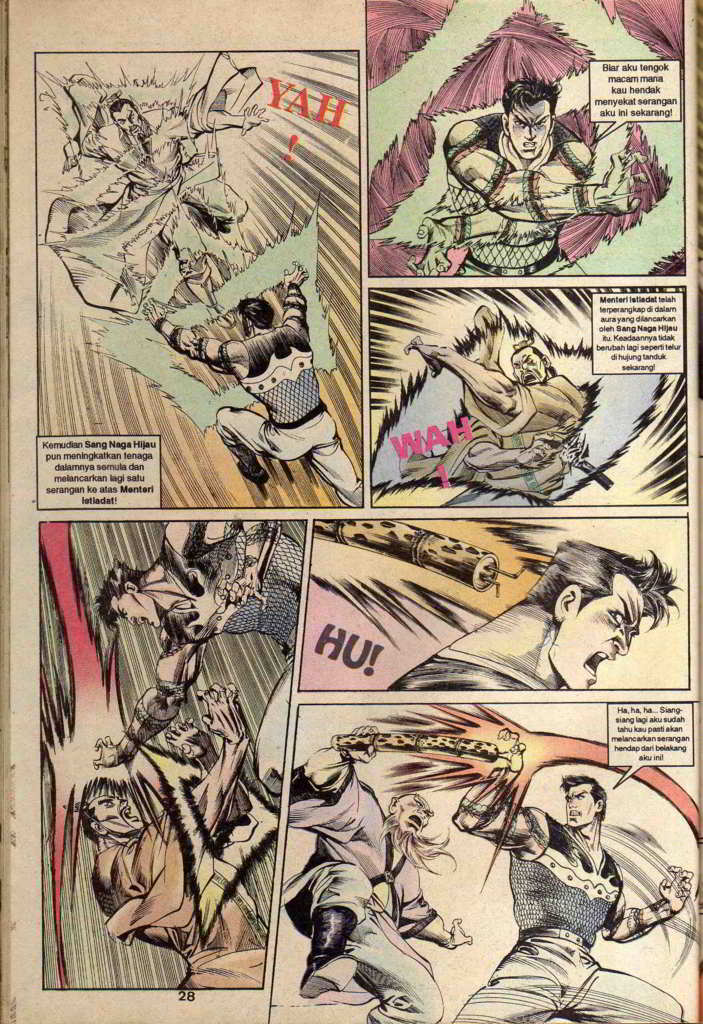 YAH
!
Kemudian Sang Naga Hijau
pun meningkatkan tenaga
dalamnya semula dan
melancarkan lagi satu
serangan ke atas Menteri
Istiadat!
Biar aku tengok
macam mana
kau hendak
menyekat serangan
aku ini sekarang!
Menteri Istiadat telah
terperangkap di dalam
aura yang dilancarkan
oleh Sang Naga Hijau
itu. Keadaannya tidak
berubah lagi seperti telur
di hujung tanduk
sekarang!
WAH
!
HU!
Ha, ha, ha... Siang-
siang lagi aku sudah
tahu kau pasti akan
melancarkan serangan
hendap dari belakang
aku ini!
28